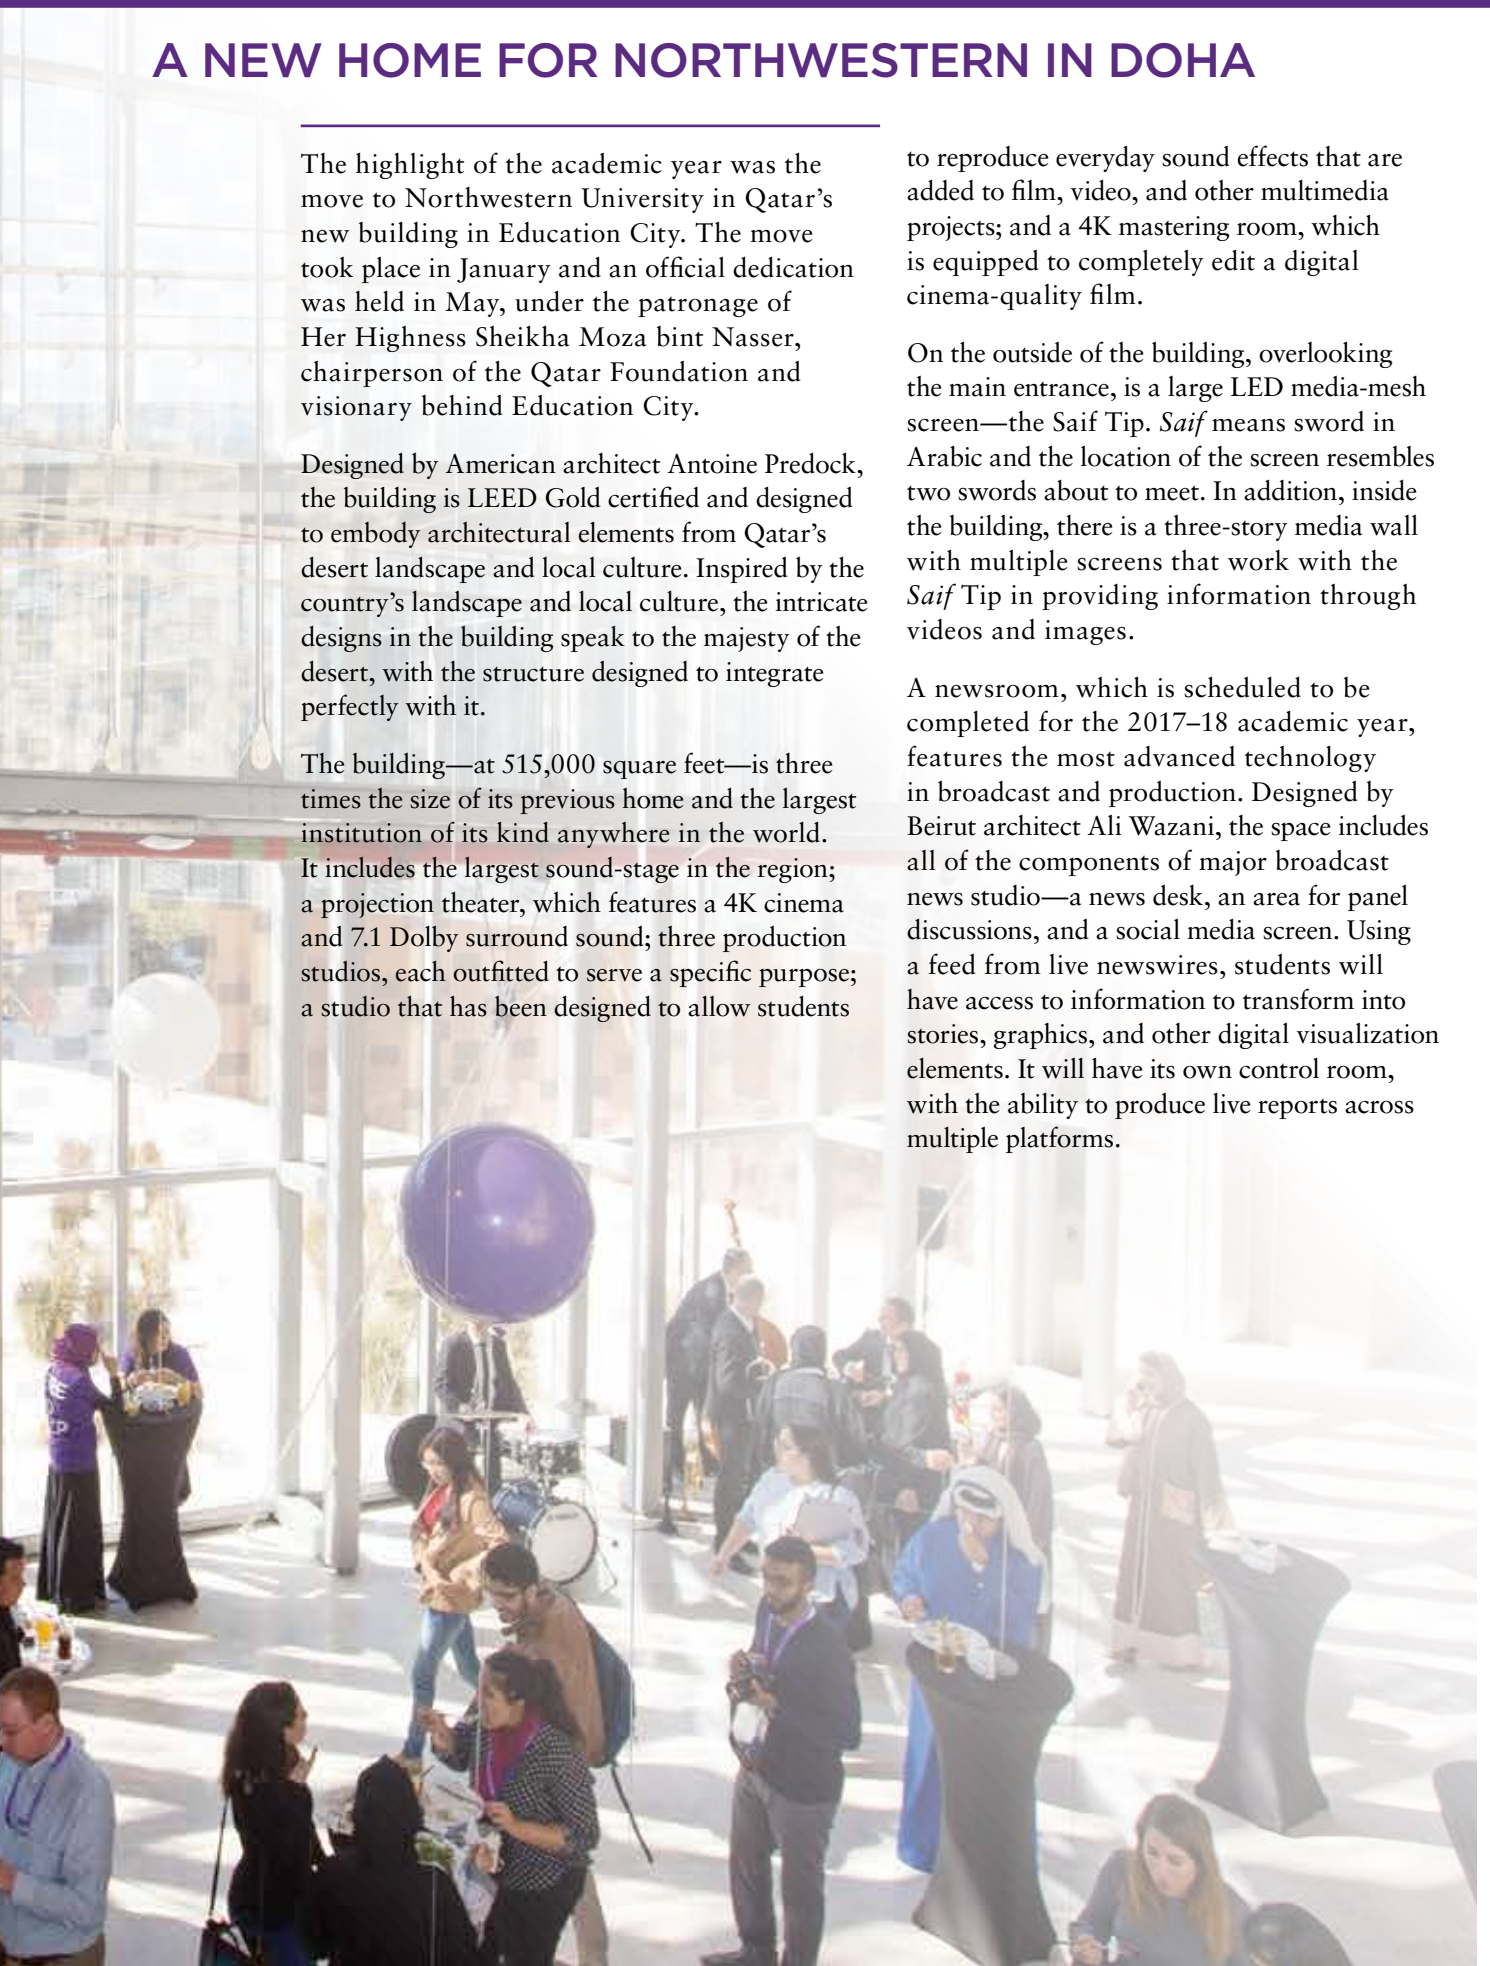 A NEW HOME FOR NORTHWESTERN IN DOHA
The highlight of the academic year was the
move to Northwestern University in Qatar’s
new building in Education City. The move
took place in January and an official dedication
was held in May, under the patronage of
Her Highness Sheikha Moza bint Nasser,
chairperson of the Qatar Foundation and
visionary behind Education City.
Designed by American architect Antoine Predock,
the building is LEED Gold certified and designed
to embody architectural elements from Qatar’s
desert landscape and local culture. Inspired by the
country’s landscape and local culture, the intricate
designs in the building speak to the majesty of the
desert, with the structure designed to integrate
perfectly with it.
The building—at 515,000 square feet—is three
times the size of its previous home and the largest
institution of its kind anywhere in the world.
It includes the largest sound-stage in the region;
a projection theater, which features a 4K cinema
and 7.1 Dolby surround sound; three production
studios, each outfitted to serve a specific purpose;
a studio that has been designed to allow students
to reproduce everyday sound effects that are
added to film, video, and other multimedia
projects; and a 4K mastering room, which
is equipped to completely edit a digital
cinema-quality film.
On the outside of the building, overlooking
the main entrance, is a large LED media-mesh
screen—the Saif Tip. Saif means sword in
Arabic and the location of the screen resembles
two swords about to meet. In addition, inside
the building, there is a three-story media wall
with multiple screens that work with the
Saif Tip in providing information through
videos and images.
A newsroom, which is scheduled to be
completed for the 2017–18 academic year,
features the most advanced technology
in broadcast and production. Designed by
Beirut architect Ali Wazani, the space includes
all of the components of major broadcast
news studio—a news desk, an area for panel
discussions, and a social media screen. Using
a feed from live newswires, students will
have access to information to transform into
stories, graphics, and other digital visualization
elements. It will have its own control room,
with the ability to produce live reports across
multiple platforms.